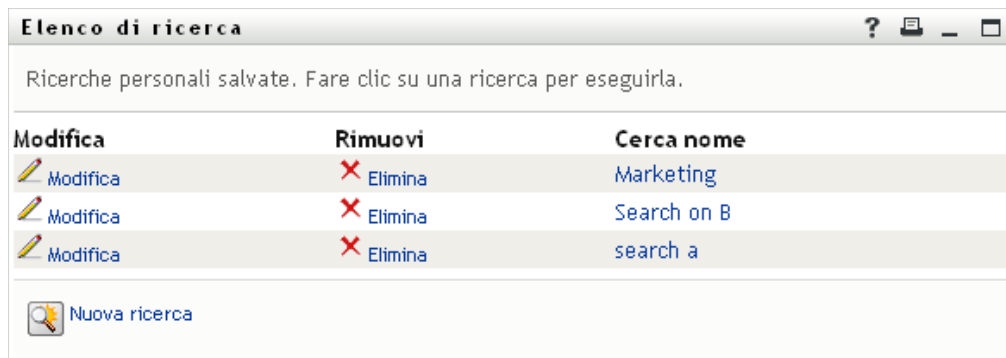 Elenco di ricerca ?
Ricerche personali salvate. Fare clic su una ricerca per eseguirla.
Modifica Rimuovi Cerca nome
Modifica Elimina Marketing
Modifica Elimina Search on B
Modifica Elimina search a
Nuova ricerca